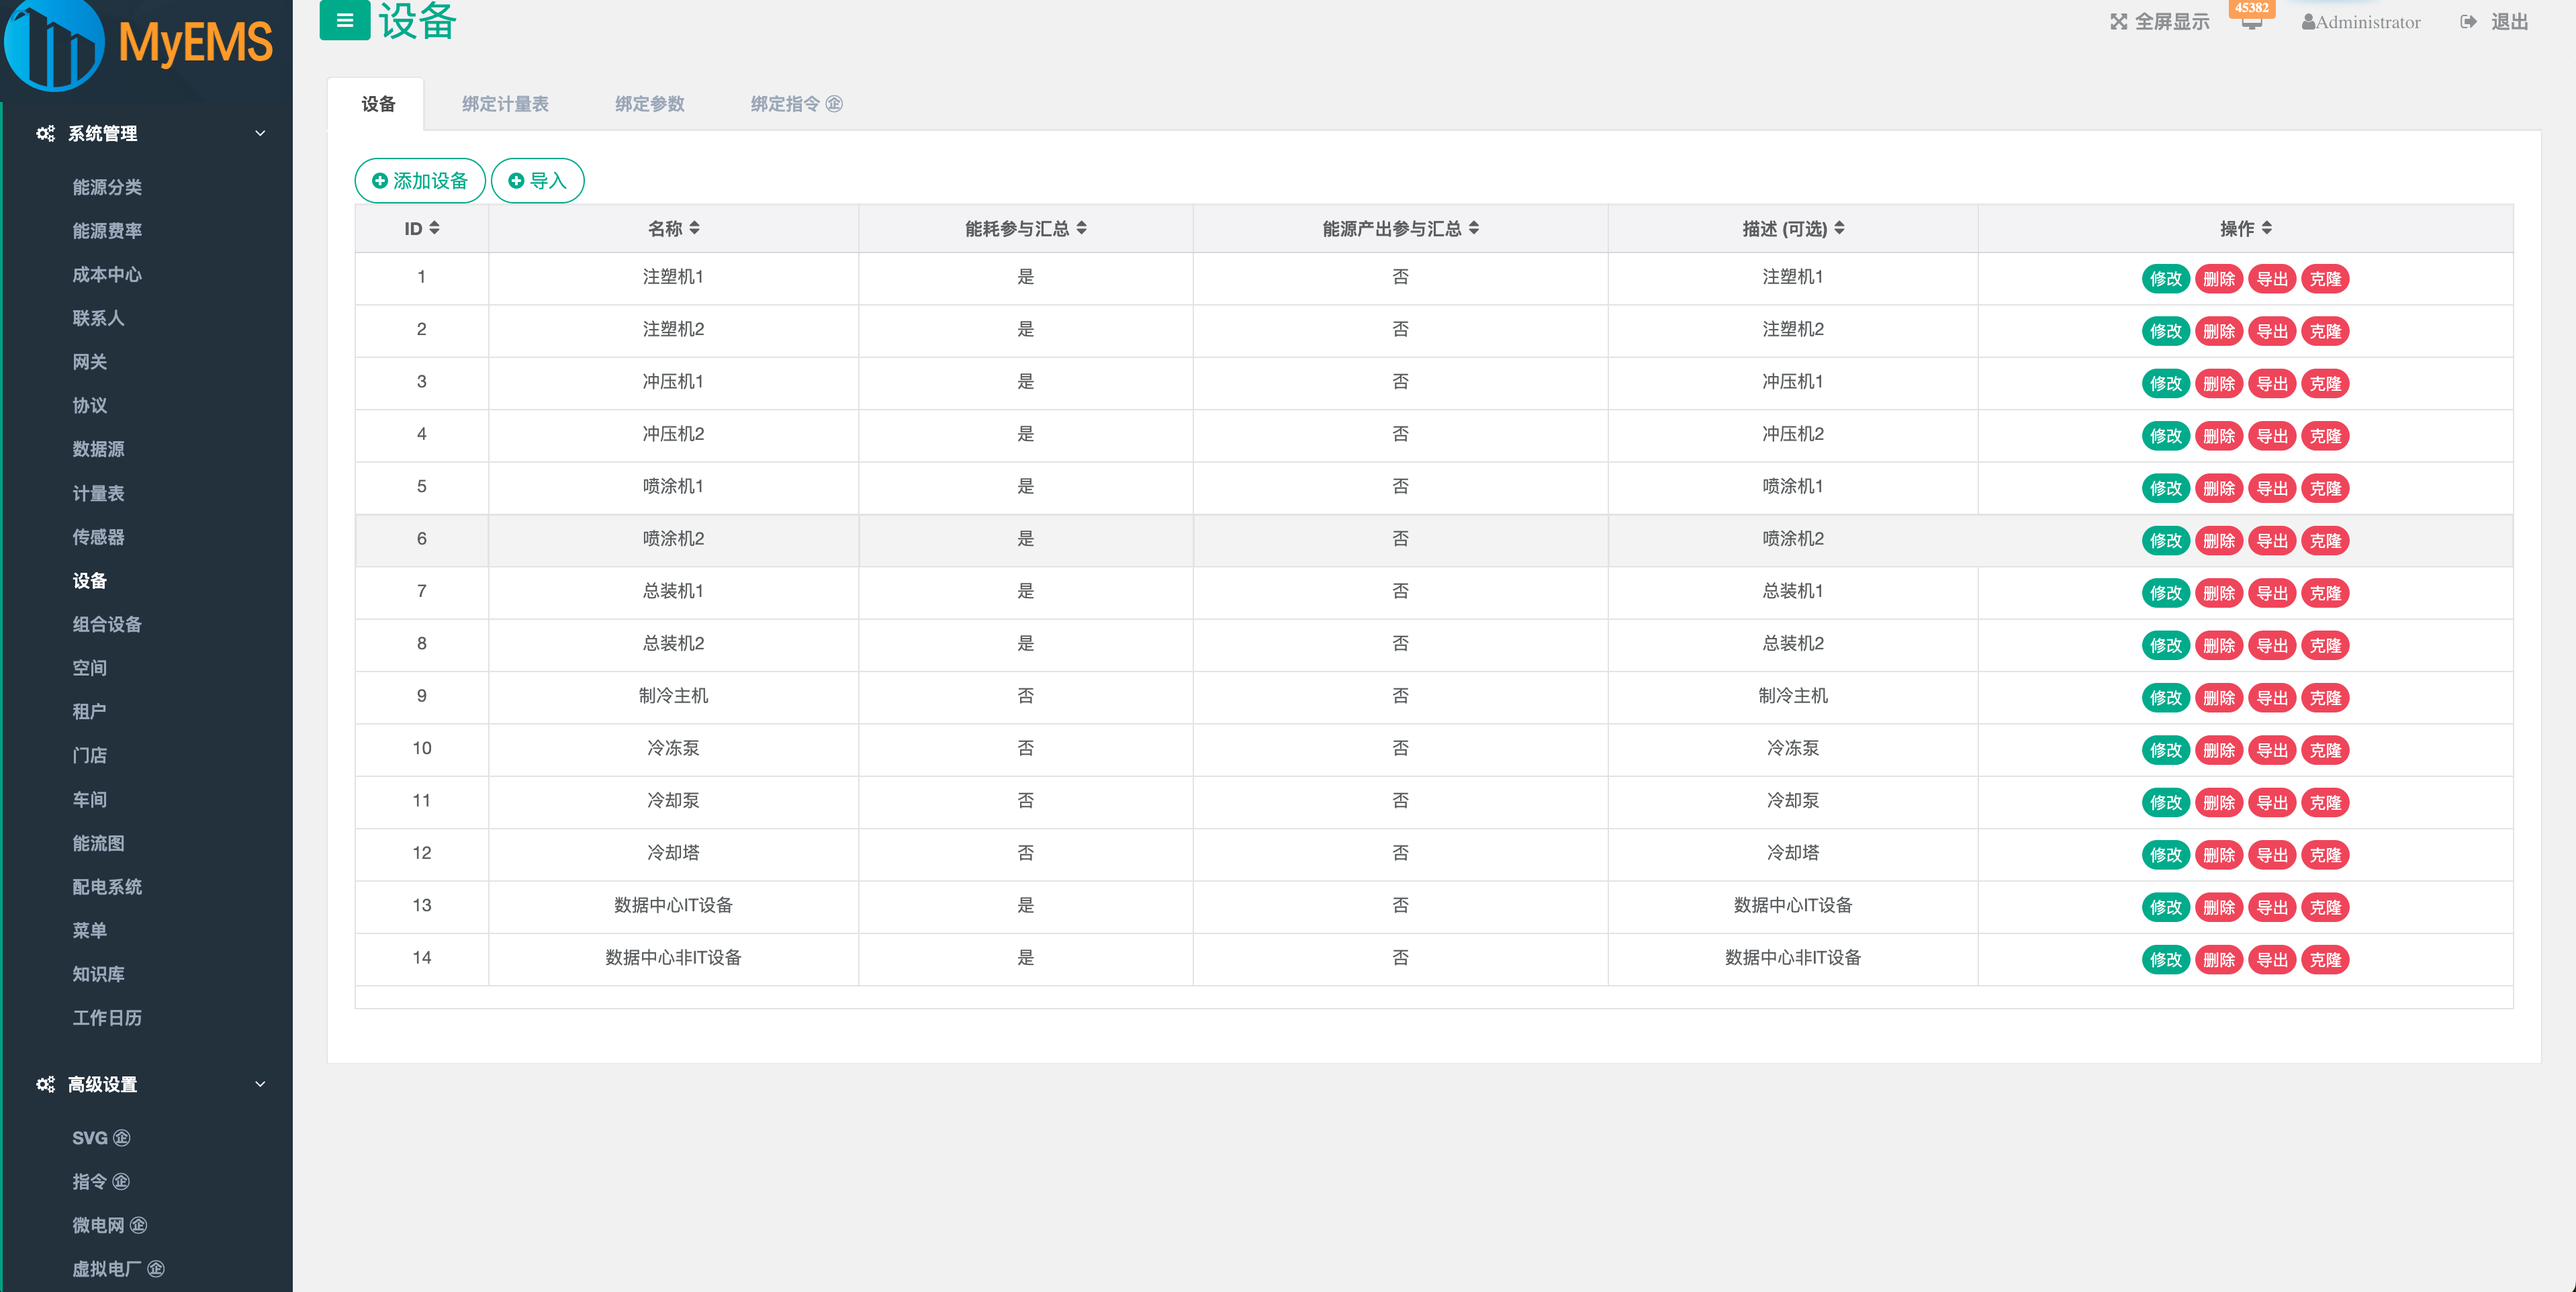 MyEMS
设备
全屏显示
45382
Administrator
退出
系统管理
能源分类
能源费率
成本中心
联系人
网关
协议
数据源
计量表
传感器
设备
组合设备
空间
租户
门店
车间
能流图
配电系统
菜单
知识库
工作日历
高级设置
SVG ㊭
指令 ㊭
微电网 ㊭
虚拟电厂 ㊭
设备 绑定计量表 绑定参数 绑定指令 ㊭
添加设备 导入
ID 名称 能耗参与汇总 能源产出参与汇总 描述 (可选) 操作
1 注塑机1 是 否 注塑机1 修改 删除 导出 克隆
2 注塑机2 是 否 注塑机2 修改 删除 导出 克隆
3 冲压机1 是 否 冲压机1 修改 删除 导出 克隆
4 冲压机2 是 否 冲压机2 修改 删除 导出 克隆
5 喷涂机1 是 否 喷涂机1 修改 删除 导出 克隆
6 喷涂机2 是 否 喷涂机2 修改 删除 导出 克隆
7 总装机1 是 否 总装机1 修改 删除 导出 克隆
8 总装机2 是 否 总装机2 修改 删除 导出 克隆
9 制冷主机 否 否 制冷主机 修改 删除 导出 克隆
10 冷冻泵 否 否 冷冻泵 修改 删除 导出 克隆
11 冷却泵 否 否 冷却泵 修改 删除 导出 克隆
12 冷却塔 否 否 冷却塔 修改 删除 导出 克隆
13 数据中心IT设备 是 否 数据中心IT设备 修改 删除 导出 克隆
14 数据中心非IT设备 是 否 数据中心非IT设备 修改 删除 导出 克隆